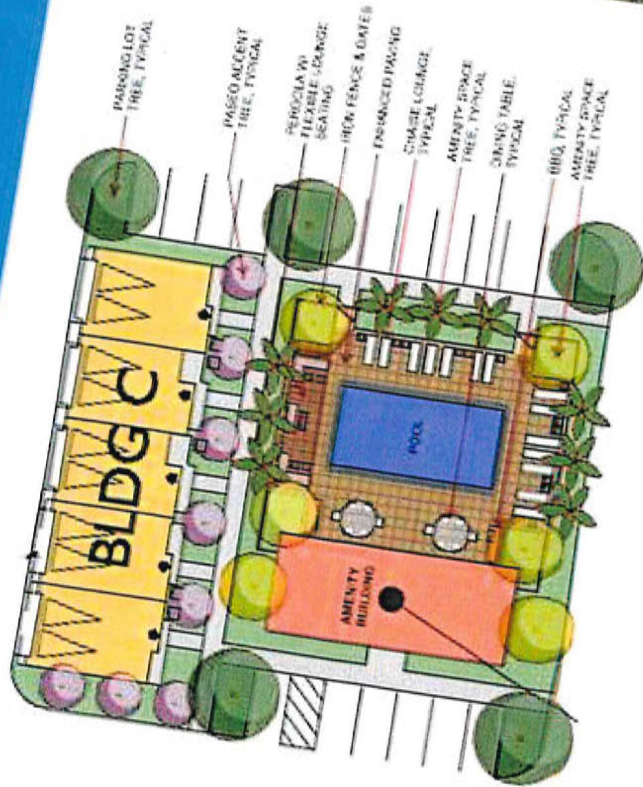 PARKING LOT
TREE, TYPICAL
PASEO ACCENT
TREE, TYPICAL
PERGOLA W/
FLEXIBLE LOUNGE
SEATING
IRON FENCE & GATES
ENHANCED PAVING
CHAISE LOUNGE,
TYPICAL
AMENITY SPACE
TREE, TYPICAL
DINING TABLE,
TYPICAL
BBQ, TYPICAL
AMENITY SPACE
TREE, TYPICAL
BLDG C
POOL
AMENITY
BUILDING